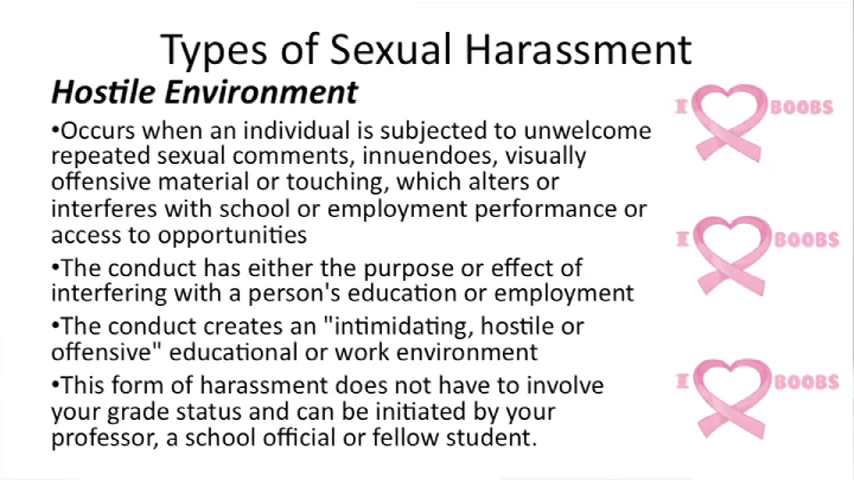 Types of Sexual Harassment
Hostile Environment
•Occurs when an individual is subjected to unwelcome
repeated sexual comments, innuendoes, visually
offensive material or touching, which alters or
interferes with school or employment performance or
access to opportunities
•The conduct has either the purpose or effect of
interfering with a person's education or employment
•The conduct creates an "intimidating, hostile or
offensive" educational or work environment
•This form of harassment does not have to involve
your grade status and can be initiated by your
professor, a school official or fellow student.
I BOOBS
I BOOBS
I BOOBS